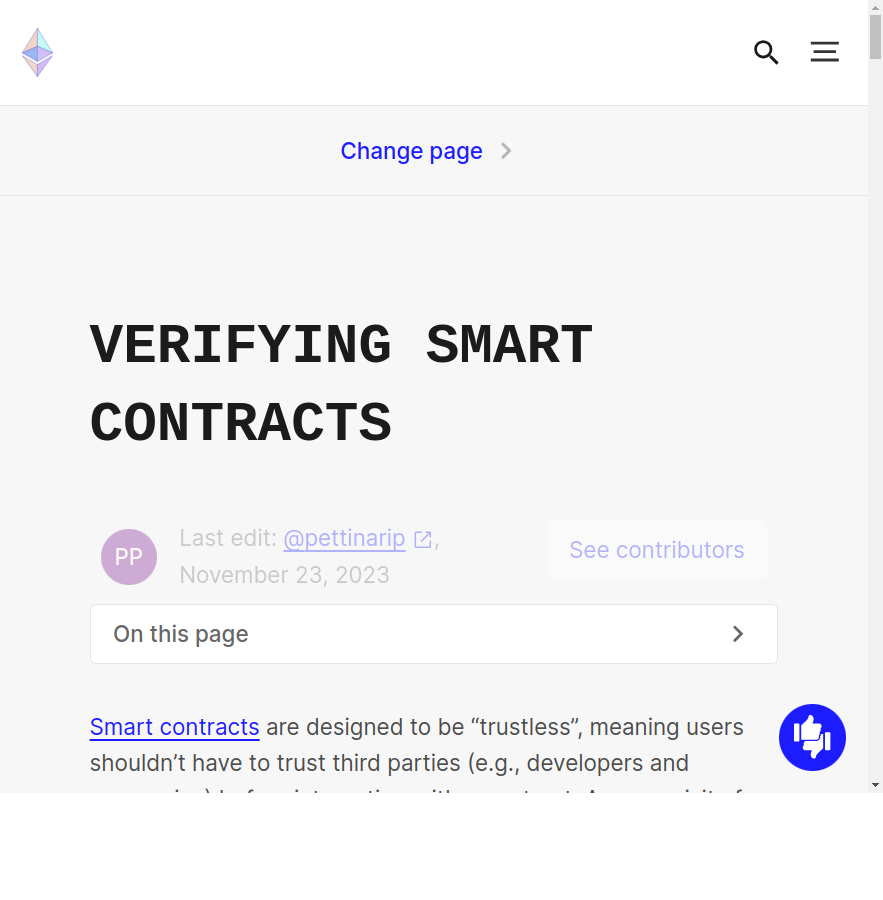 Change page
VERIFYING SMART
CONTRACTS
PP
Last edit: @pettinarip,
November 23, 2023
See contributors
On this page
Smart contracts are designed to be “trustless”, meaning users
shouldn’t have to trust third parties (e.g., developers and